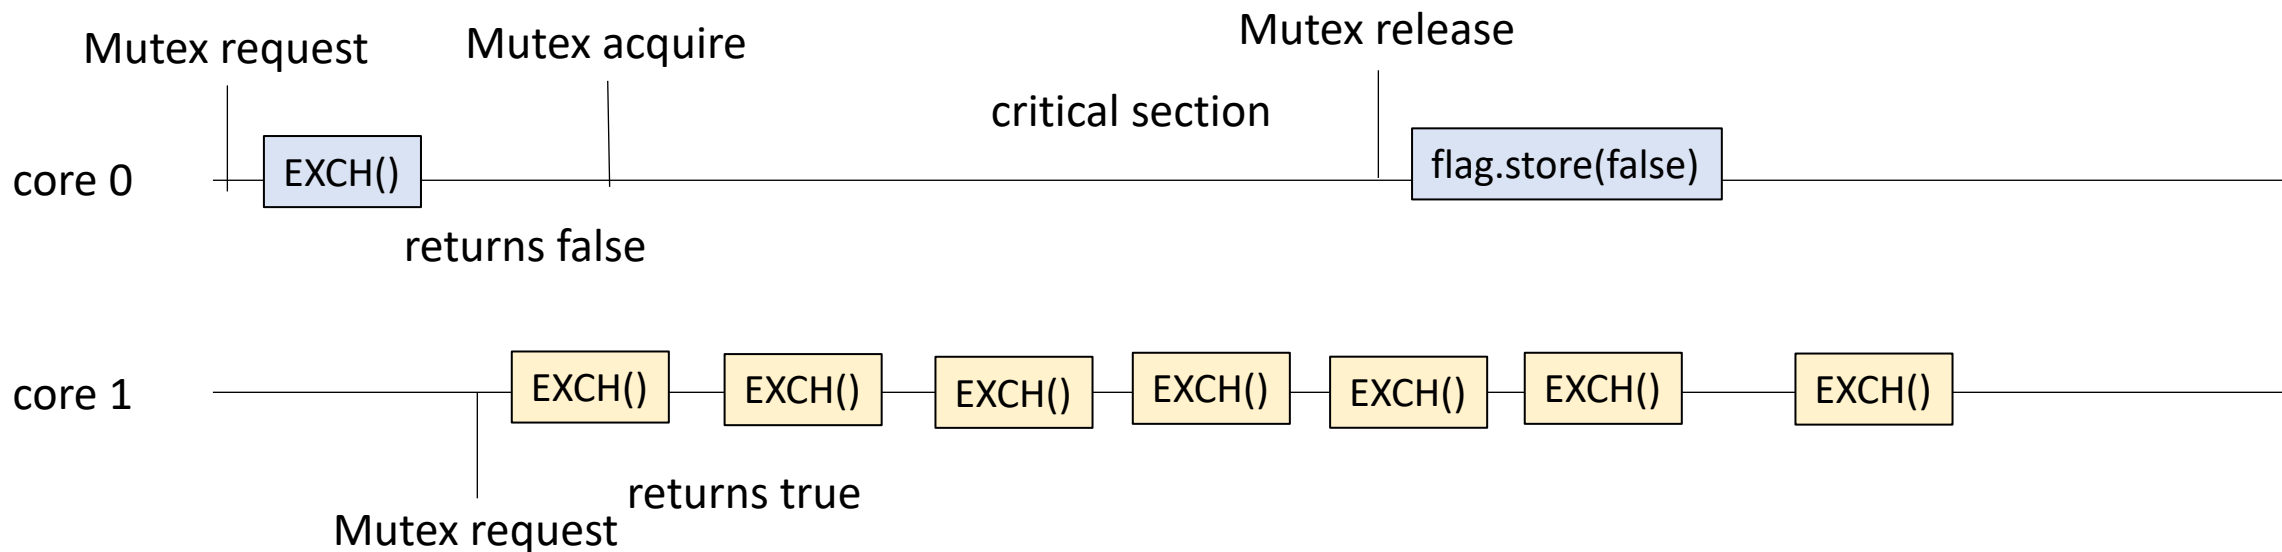 Mutex request
Mutex acquire
Mutex release
critical section
core 0
EXCH()
flag.store(false)
returns false
core 1
EXCH()
EXCH()
EXCH()
EXCH()
EXCH()
EXCH()
EXCH()
returns true
Mutex request